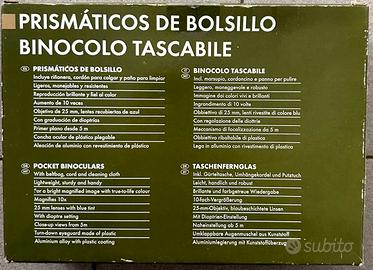 PRISMÁTICOS DE BOLSILLO
BINOCOLO TASCABILE
ES
PRISMÁTICOS DE BOLSILLO
Incluye riñonera, cordón para colgar y paño para limpiar
Ligeros, manejables y resistentes
Reproducción brillante y fiel al color
Aumento de 10 veces
Objetivo de 25 mm, lentes recubiertas de azul
Con graduación de dioptrías
Primer plano desde 5 m
Concha ocular de plástico plegable
Aleación de aluminio con revestimiento de plástico
IT
BINOCOLO TASCABILE
Incl. marsupio, cordoncino e panno per pulire
Leggero, maneggevole e robusto
Immagine dai colori vivi e brillanti
Ingrandimento di 10 volte
Obbiettivo di 25 mm, lenti rivestite di colore blu
Con regolazione delle diottrie
Meccanismo di focalizzazione da 5 m
Obbiettivo ribaltabile di plastica
Lega in alluminio con rivestimento di plastica
POCKET BINOCULARS
With beltbag, cord and cleaning cloth
Lightweight, sturdy and handy
For a bright magnified image with true-to-life colour
Magnifies 10x
25 mm lenses with blue tint
With dioptre setting
Close-up views from 5m
Turn-down eyeguard made of plastic
Aluminium alloy with plastic coating
TASCHENFERNGLAS
Inkl. Gürteltasche, Umhängekordel und Putztuch
Leicht, handlich und robust
Brillante und farbgetreue Wiedergabe
10-fach-Vergrößerung
25-mm-Objektiv, blaubeschichtete Linsen
Mit Dioptrien-Einstellung
Naheinstellung ab 5 m
Umklappbare Augenmuschel aus Kunststoff
Aluminiumlegierung mit Kunststoffüberzug
subito